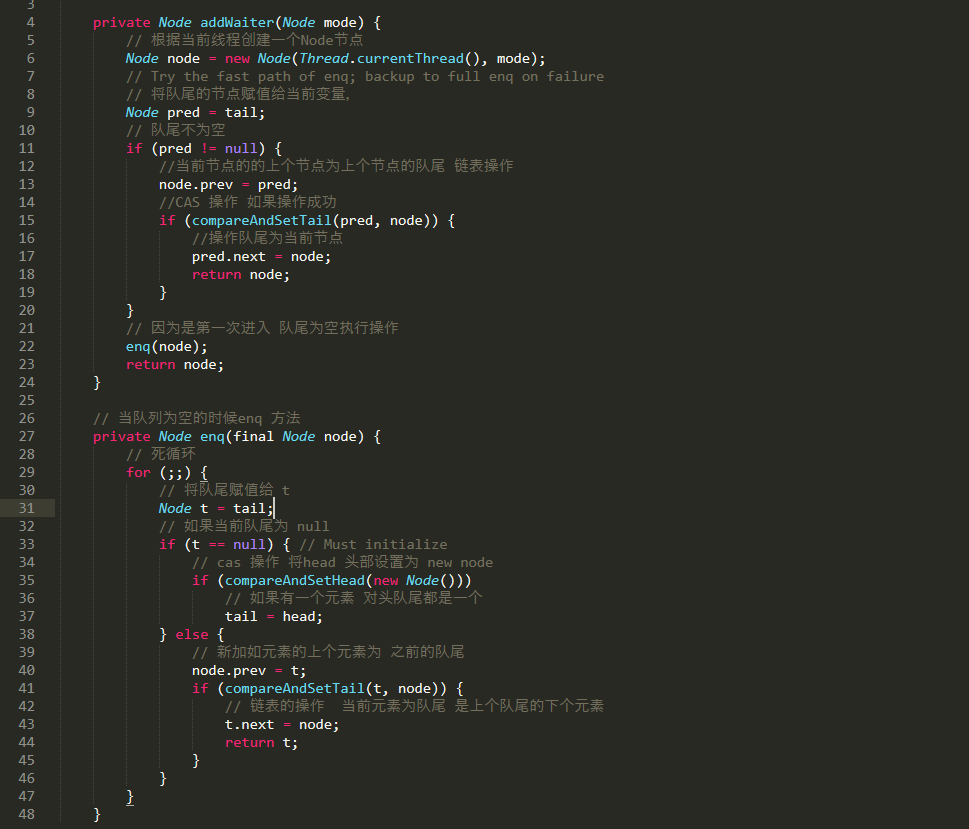 3
4 private Node addWaiter(Node mode) {
5 // 根据当前线程创建一个Node节点
6 Node node = new Node(Thread.currentThread(), mode);
7 // Try the fast path of enq; backup to full enq on failure
8 // 将队尾的节点赋值给当前变量,
9 Node pred = tail;
10 // 队尾不为空
11 if (pred != null) {
12 //当前节点的的上个节点为上个节点的队尾 链表操作
13 node.prev = pred;
14 //CAS 操作 如果操作成功
15 if (compareAndSetTail(pred, node)) {
16 //操作队尾为当前节点
17 pred.next = node;
18 return node;
19 }
20 }
21 // 因为是第一次进入 队尾为空执行操作
22 enq(node);
23 return node;
24 }
25
26 // 当队列为空的时候enq 方法
27 private Node enq(final Node node) {
28 // 死循环
29 for (;;) {
30 // 将队尾赋值给 t
31 Node t = tail;
32 // 如果当前队尾为 null
33 if (t == null) { // Must initialize
34 // cas 操作 将head 头部设置为 new node
35 if (compareAndSetHead(new Node()))
36 // 如果有一个元素 对头队尾都是一个
37 tail = head;
38 } else {
39 // 新加如元素的上个元素为 之前的队尾
40 node.prev = t;
41 if (compareAndSetTail(t, node)) {
42 // 链表的操作  当前元素为队尾 是上个队尾的下个元素
43 t.next = node;
44 return t;
45 }
46 }
47 }
48 }